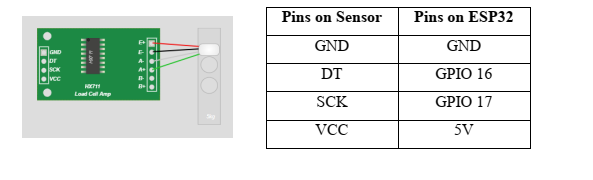 E+
E-
A-
A+
B-
B+
GND
DT
SCK
VCC
HX711
Load Cell Amp
Pins on Sensor Pins on ESP32
GND GND
DT GPIO 16
SCK GPIO 17
VCC 5V